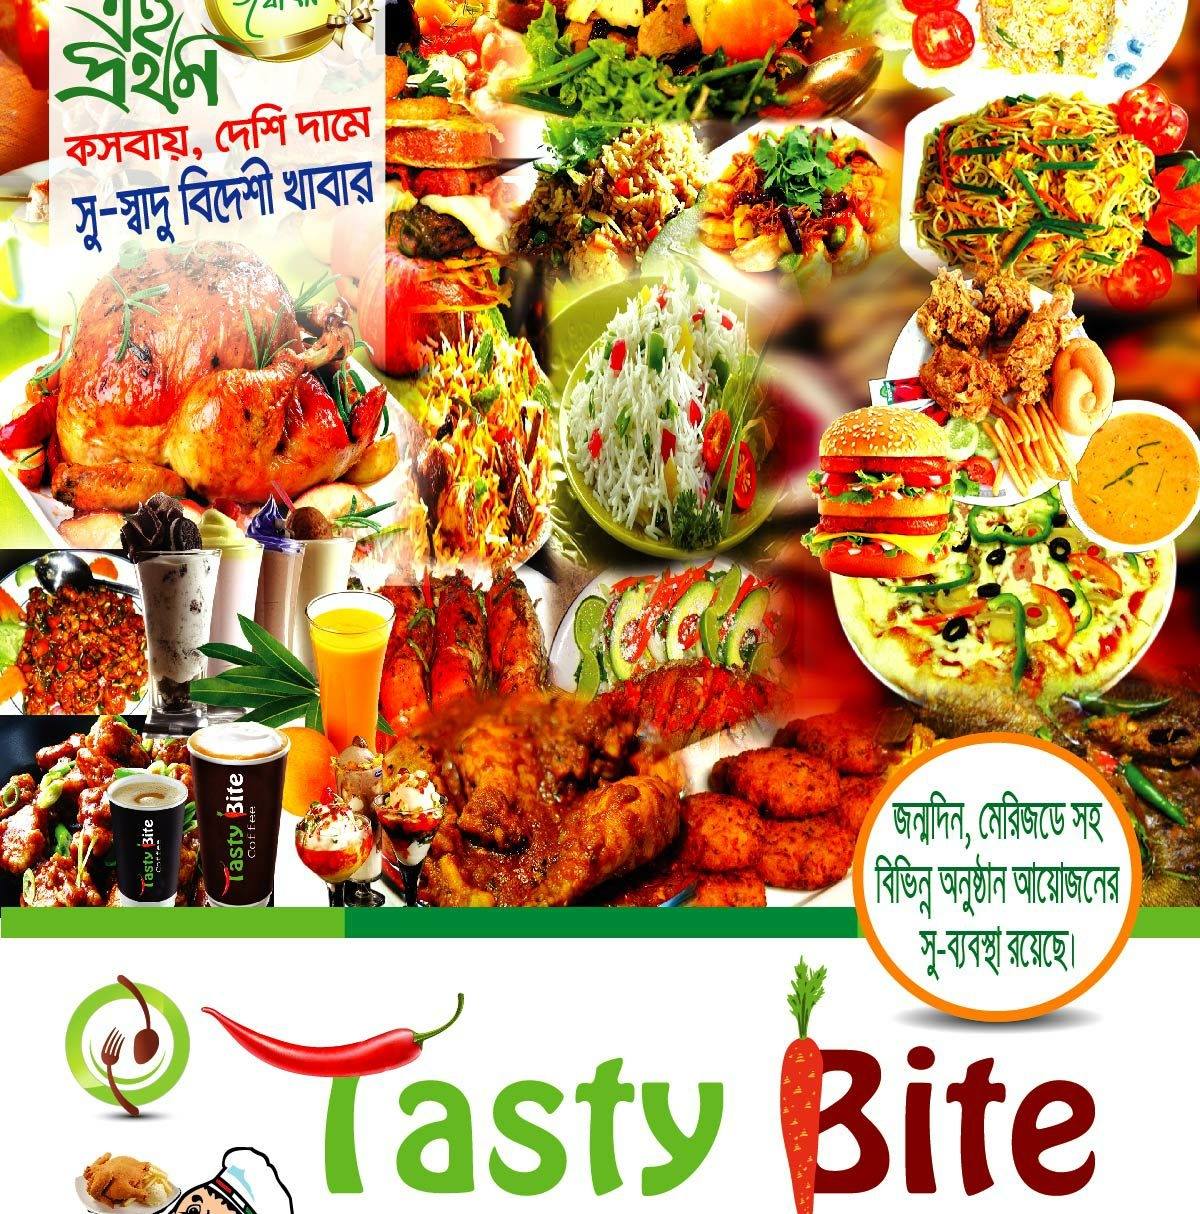 এই
প্রথম
কসবায়, দেশি দামে
সু-স্বাদু বিদেশী খাবার
Tasty Bite
Coffee
Tasty Bite
Coffee
জন্মদিন, মেরিজডে সহ
বিভিন্ন অনুষ্ঠান আয়োজনের
সু-ব্যবস্থা রয়েছে।
Tasty Bite